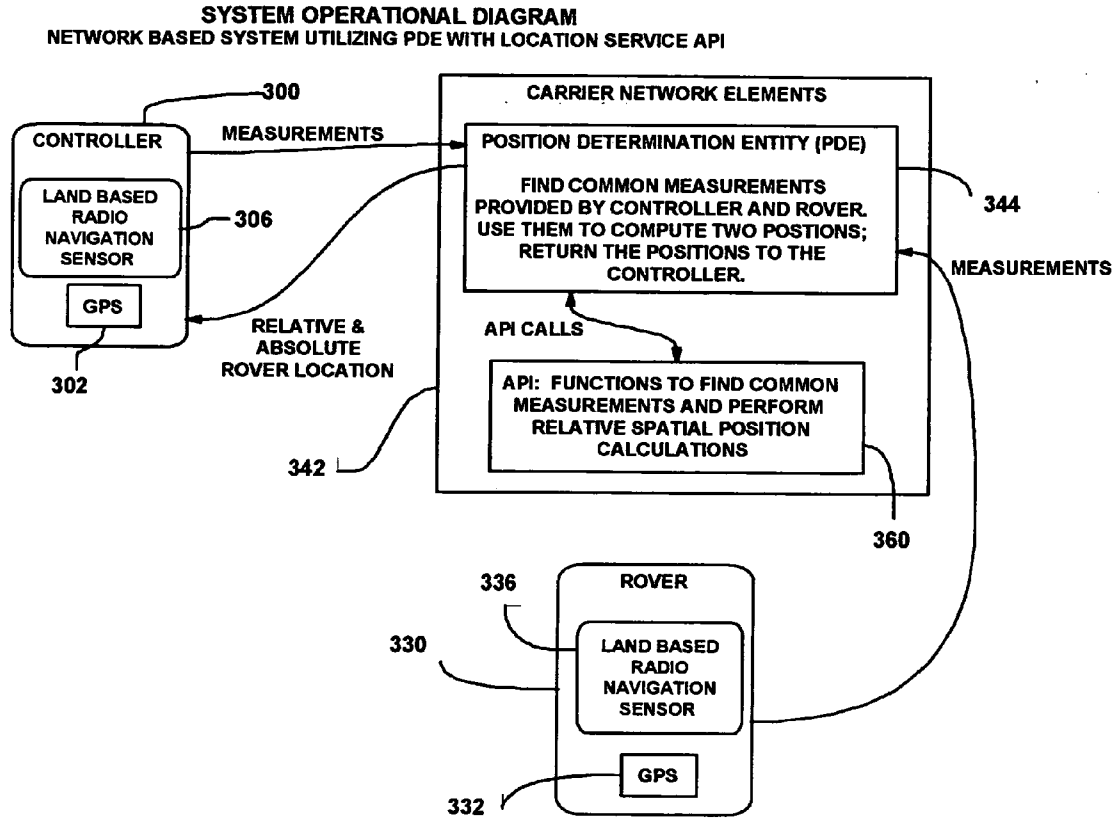 SYSTEM OPERATIONAL DIAGRAM
NETWORK BASED SYSTEM UTILIZING PDE WITH LOCATION SERVICE API
300
CONTROLLER
LAND BASED
RADIO
NAVIGATION
SENSOR
306
GPS
302
MEASUREMENTS
RELATIVE &
ABSOLUTE
ROVER LOCATION
342
CARRIER NETWORK ELEMENTS
POSITION DETERMINATION ENTITY (PDE)
FIND COMMON MEASUREMENTS
PROVIDED BY CONTROLLER AND ROVER.
USE THEM TO COMPUTE TWO POSTIONS;
RETURN THE POSITIONS TO THE
CONTROLLER.
344
MEASUREMENTS
API CALLS
API: FUNCTIONS TO FIND COMMON
MEASUREMENTS AND PERFORM
RELATIVE SPATIAL POSITION
CALCULATIONS
360
336
ROVER
330
LAND BASED
RADIO
NAVIGATION
SENSOR
GPS
332